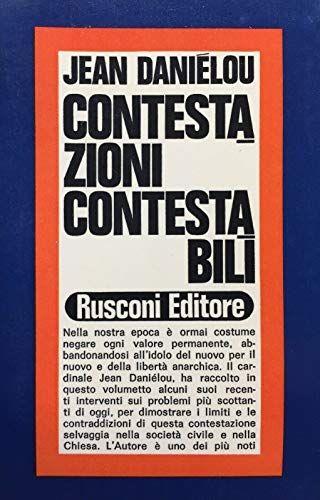 JEAN DANIÉLOU
CONTESTA
ZIONI
CONTESTA
BILI
Rusconi Editore
Nella nostra epoca è ormai costume
negare ogni valore permanente, ab-
bandonandosi all'idolo del nuovo per il
nuovo e della libertà anarchica. Il car-
dinale Jean Daniélou, ha raccolto in
questo volumetto alcuni suoi recen-
ti interventi sui problemi più scottan-
ti di oggi, per dimostrare i limiti e le
contraddizioni di questa contestazione
selvaggia nella società civile e nella
Chiesa. L'Autore è uno dei più noti